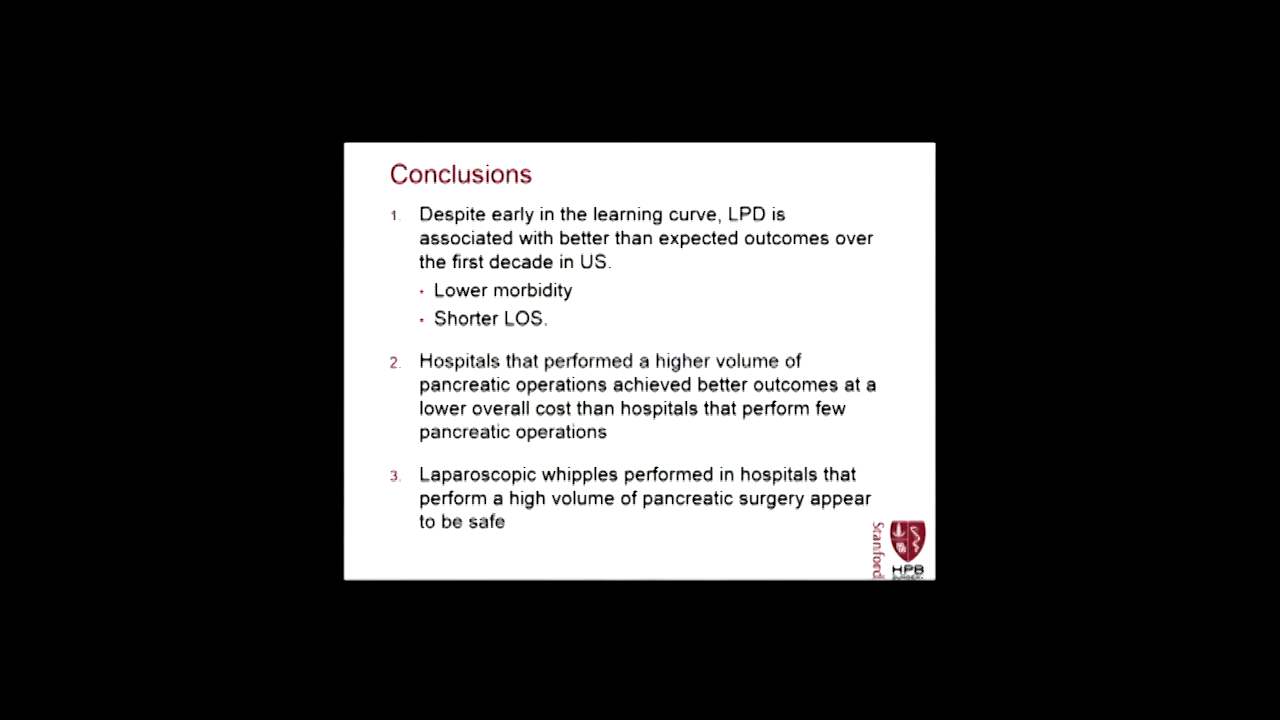 Conclusions
1. Despite early in the learning curve, LPD is
associated with better than expected outcomes over
the first decade in US.
• Lower morbidity
• Shorter LOS.
2. Hospitals that performed a higher volume of
pancreatic operations achieved better outcomes at a
lower overall cost than hospitals that perform few
pancreatic operations
3. Laparoscopic whipples performed in hospitals that
perform a high volume of pancreatic surgery appear
to be safe
Stanford
HPB
SURGERY